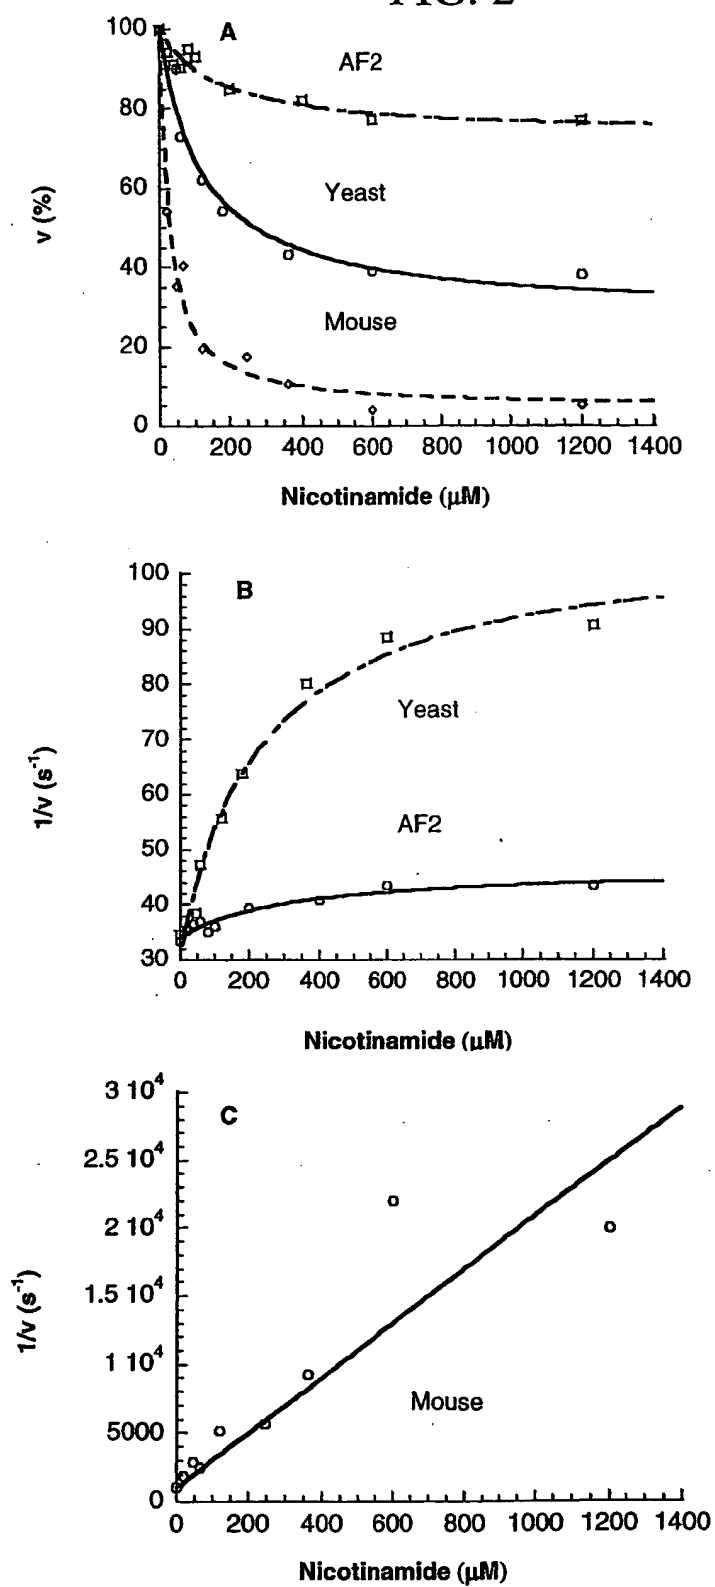 FIG. 2
A
100
80
60
40
20
0
v (%)
AF2
Yeast
Mouse
0 200 400 600 800 1000 1200 1400
Nicotinamide (μM)
B
100
90
80
70
60
50
40
30
1/v (s⁻¹)
Yeast
AF2
0 200 400 600 800 1000 1200 1400
Nicotinamide (μM)
C
3 10⁴
2.5 10⁴
2 10⁴
1.5 10⁴
1 10⁴
5000
0
1/v (s⁻¹)
Mouse
0 200 400 600 800 1000 1200 1400
Nicotinamide (μM)